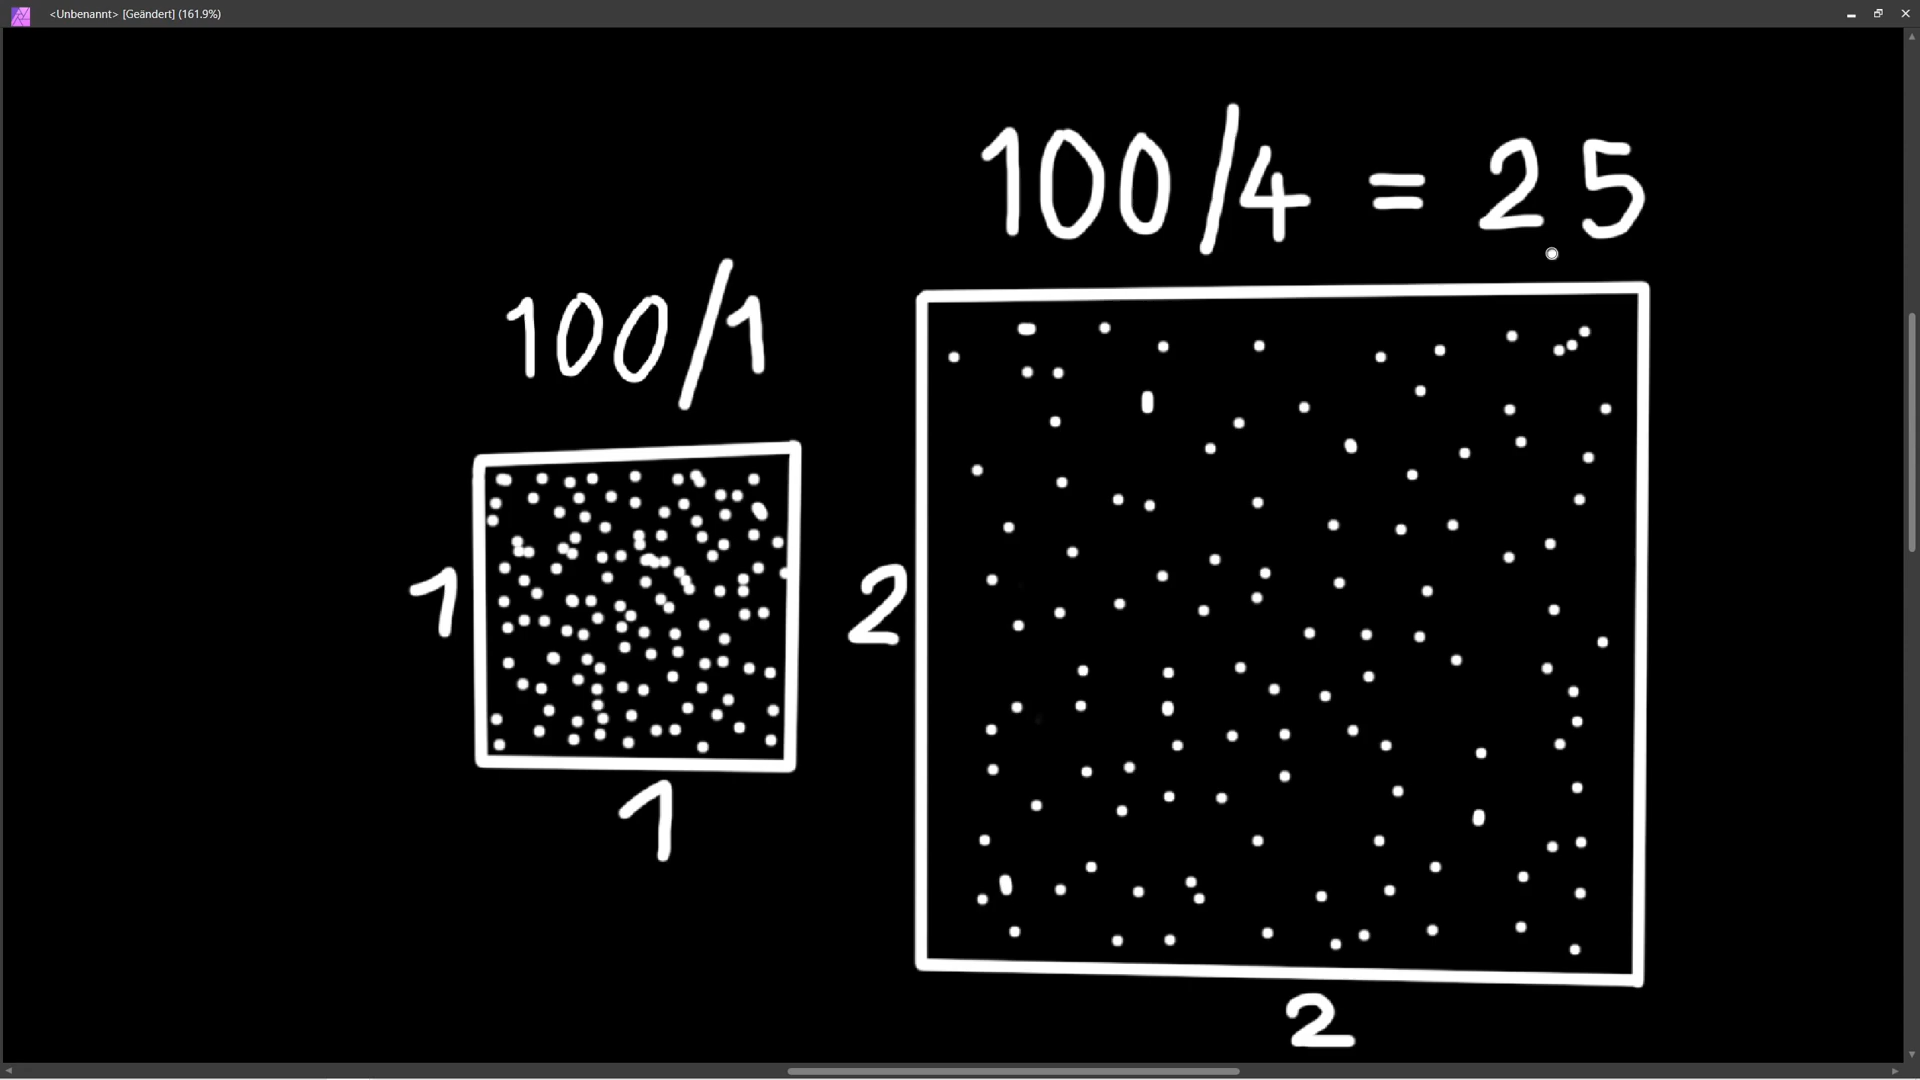 <Unbenannt> [Geändert] (161.9%)
100/4 = 25
100/1
1
2
1
2